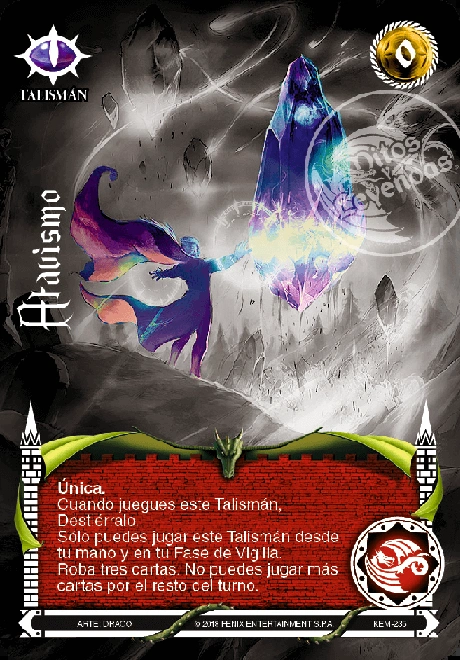 0
TALISMÁN
Mitos
Leyendas
Atavismo
Única.
Cuando juegues este Talismán,
Destiérralo.
Sólo puedes jugar este Talismán desde
tu mano y en tu Fase de Vigilia.
Roba tres cartas. No puedes jugar más
cartas por el resto del turno.
ARTE: DRACO
© 2018 FENIX ENTERTAINMENT S.P.A.
KEM-235